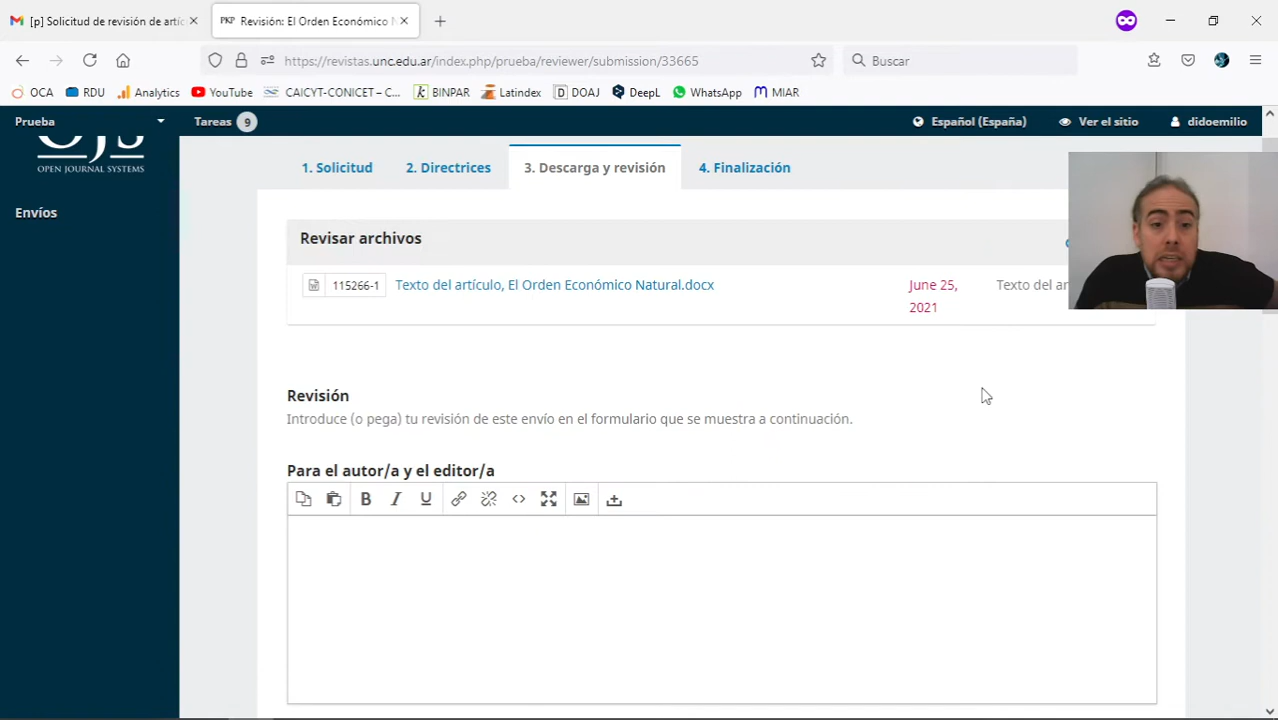 [p] Solicitud de revisión de artíc
PKP Revisión: El Orden Económico N
https://revistas.unc.edu.ar/index.php/prueba/reviewer/submission/33665
Buscar
OCA RDU Analytics YouTube CAICYT-CONICET – C... BINPAR Latindex DOAJ DeepL WhatsApp MIAR
Prueba Tareas 9 Español (España) Ver el sitio didoemilio
OJS
OPEN JOURNAL SYSTEMS
Envíos
1. Solicitud 2. Directrices 3. Descarga y revisión 4. Finalización
Revisar archivos
115266-1 Texto del artículo, El Orden Económico Natural.docx June 25, Texto del ar
2021
Revisión
Introduce (o pega) tu revisión de este envío en el formulario que se muestra a continuación.
Para el autor/a y el editor/a
B I U